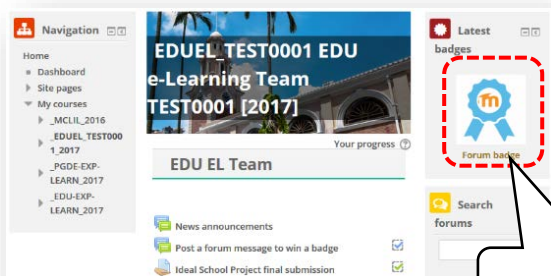 Navigation
Home
Dashboard
Site pages
My courses
_MCLIL_2016
_EDUEL_TEST000
1_2017
_PGDE-EXP-
LEARN_2017
_EDU-EXP-
LEARN_2017
EDUEL_TEST0001 EDU
e-Learning Team
TEST0001 [2017]
Your progress
EDU EL Team
News announcements
Post a forum message to win a badge
Ideal School Project final submission
Latest
badges
m
Forum badge
Search
forums